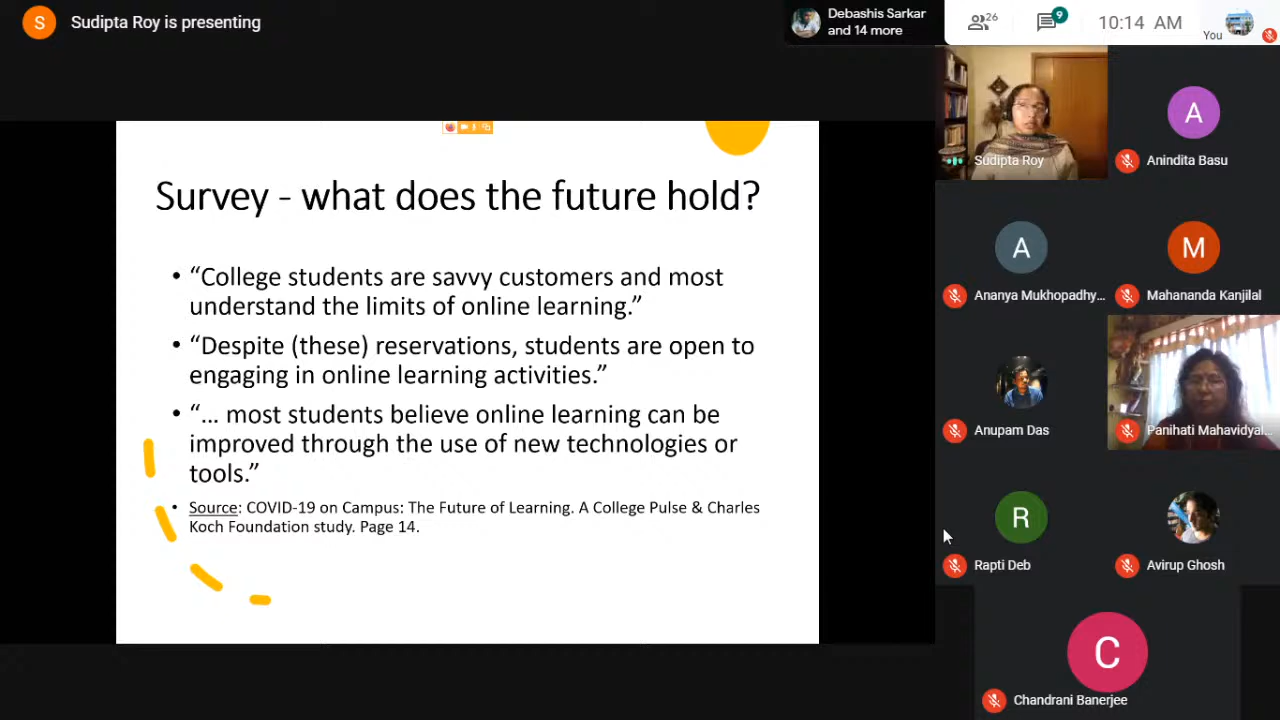 S
Sudipta Roy is presenting
Debashis Sarkar
and 14 more
26
9
10:14 AM
You
Survey - what does the future hold?
• “College students are savvy customers and most
understand the limits of online learning.”
• “Despite (these) reservations, students are open to
engaging in online learning activities.”
• “… most students believe online learning can be
improved through the use of new technologies or
tools.”
• Source: COVID-19 on Campus: The Future of Learning. A College Pulse & Charles
Koch Foundation study. Page 14.
Sudipta Roy
A
Anindita Basu
A
Ananya Mukhopadhy...
M
Mahananda Kanjilal
Anupam Das
Panihati Mahavidyal...
R
Rapti Deb
Avirup Ghosh
C
Chandrani Banerjee